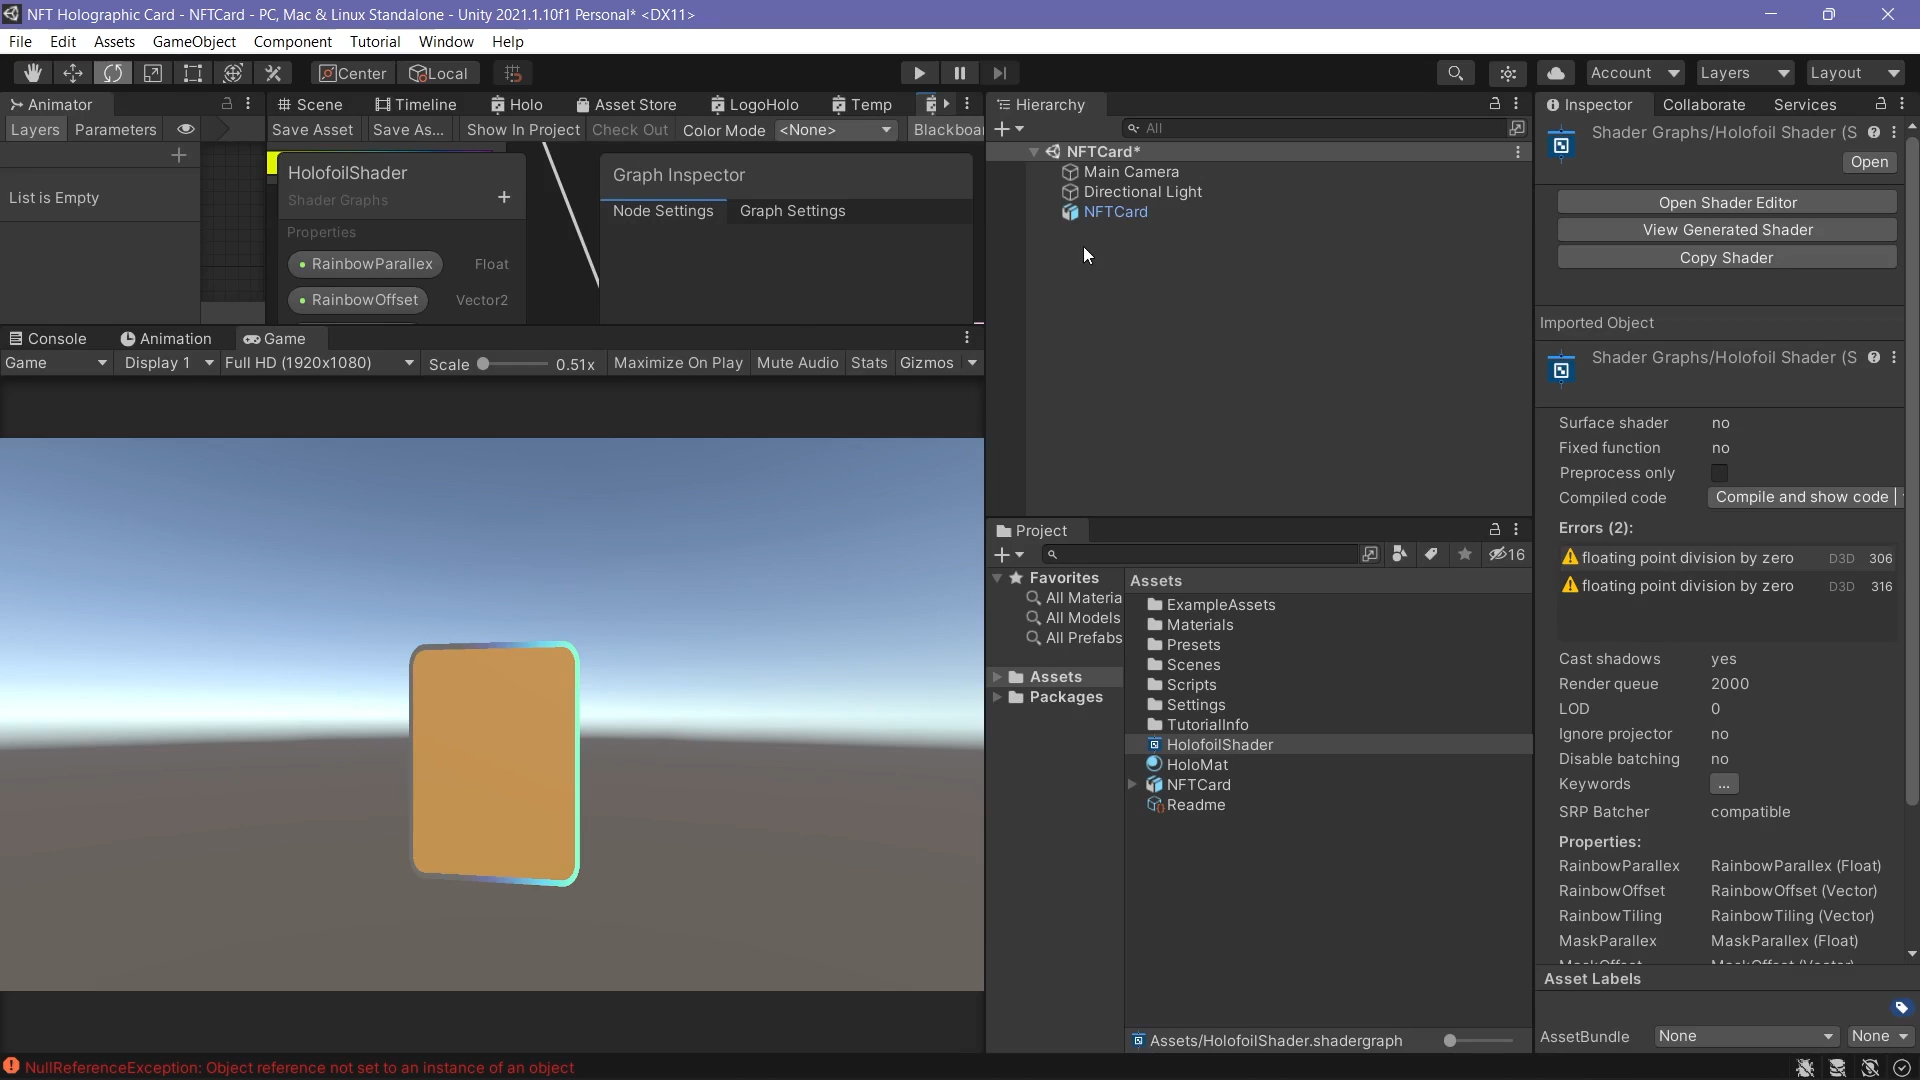 NFT Holographic Card - NFTCard - PC, Mac & Linux Standalone - Unity 2021.1.10f1 Personal* <DX11>
File Edit Assets GameObject Component Tutorial Window Help
Center Local Account Layers Layout
Animator
Layers Parameters
List is Empty
Scene Timeline Holo Asset Store LogoHolo Temp
Save Asset Save As... Show In Project Check Out Color Mode <None> Blackboar
HolofoilShader
Shader Graphs
Properties
RainbowParallex Float
RainbowOffset Vector2
Graph Inspector
Node Settings Graph Settings
Console Animation Game
Game Display 1 Full HD (1920x1080) Scale 0.51x Maximize On Play Mute Audio Stats Gizmos
Hierarchy
All
NFTCard*
Main Camera
Directional Light
NFTCard
Project
16
Favorites
All Materia
All Models
All Prefabs
Assets
Packages
Assets
ExampleAssets
Materials
Presets
Scenes
Scripts
Settings
TutorialInfo
HolofoilShader
HoloMat
NFTCard
Readme
Assets/HolofoilShader.shadergraph
Inspector Collaborate Services
Shader Graphs/Holofoil Shader (S
Open
Open Shader Editor
View Generated Shader
Copy Shader
Imported Object
Shader Graphs/Holofoil Shader (S
Surface shader no
Fixed function no
Preprocess only
Compiled code Compile and show code
Errors (2):
floating point division by zero D3D 306
floating point division by zero D3D 316
Cast shadows yes
Render queue 2000
LOD 0
Ignore projector no
Disable batching no
Keywords ...
SRP Batcher compatible
Properties:
RainbowParallex RainbowParallex (Float)
RainbowOffset RainbowOffset (Vector)
RainbowTiling RainbowTiling (Vector)
MaskParallex MaskParallex (Float)
MaskOffset MaskOffset (Vector)
Asset Labels
AssetBundle None None
NullReferenceException: Object reference not set to an instance of an object